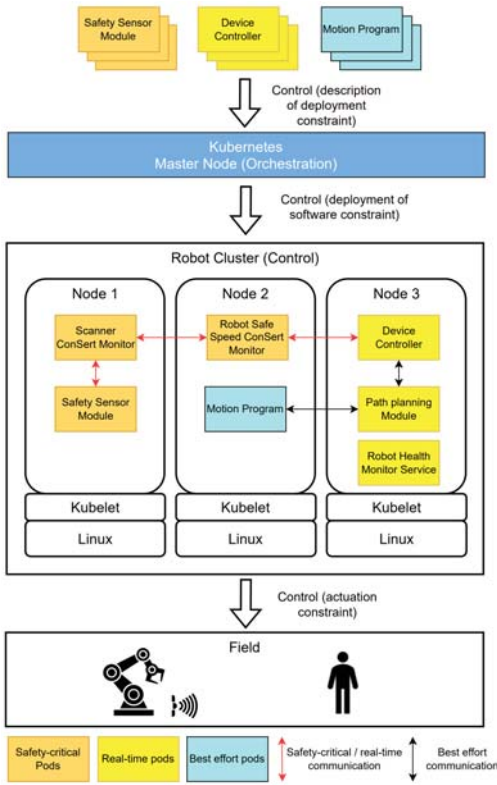 Safety Sensor
Module
Device
Controller
Motion Program
Control (description
of deployment
constraint)
Kubernetes
Master Node (Orchestration)
Control (deployment of
software constraint)
Robot Cluster (Control)
Node 1
Node 2
Node 3
Scanner
ConSert Monitor
Robot Safe
Speed ConSert
Monitor
Device
Controller
Safety Sensor
Module
Motion Program
Path planning
Module
Robot Health
Monitor Service
Kubelet
Kubelet
Kubelet
Linux
Linux
Linux
Control (actuation
constraint)
Field
Safety-critical
Pods
Real-time pods
Best effort pods
Safety-critical / real-time
communication
Best effort
communication